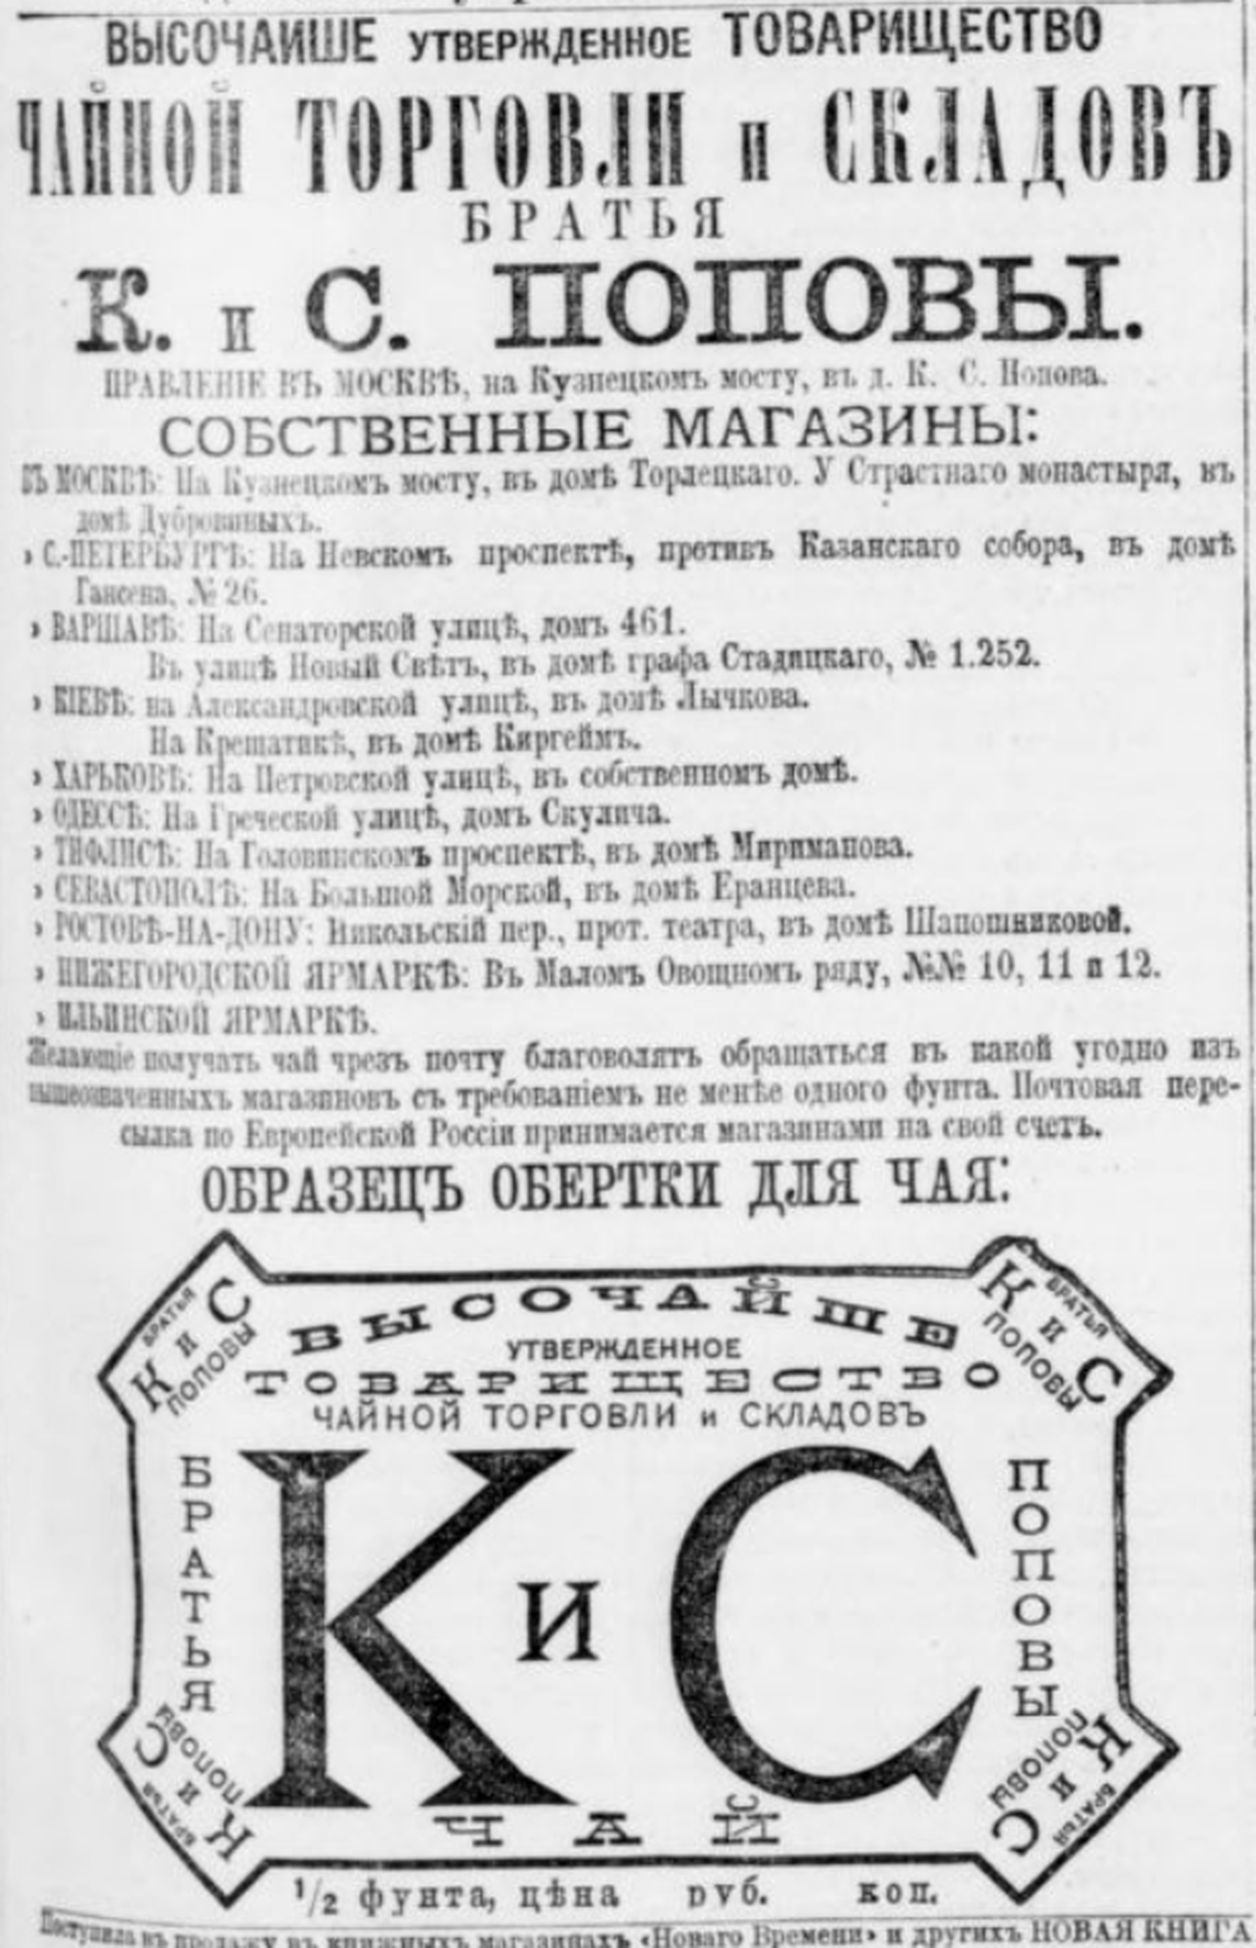 ВЫСОЧАЙШЕ УТВЕРЖДЕННОЕ ТОВАРИЩЕСТВО
ЧАЙНОЙ ТОРГОВЛИ и СКЛАДОВЪ
БРАТЬЯ
К. и С. ПОПОВЫ.
ПРАВЛЕНІЕ ВЪ МОСКВѢ, на Кузнецкомъ мосту, въ д. К. С. Попова.
СОБСТВЕННЫЕ МАГАЗИНЫ:
ВЪ МОСКВѢ: На Кузнецкомъ мосту, въ домѣ Торлецкаго. У Страстнаго монастыря, въ
домѣ Дубровиныхъ.
» С.-ПЕТЕРБУРГѢ: На Невскомъ проспектѣ, противъ Казанскаго собора, въ домѣ
Гансена, № 26.
» ВАРШАВѢ: На Сенаторской улицѣ, домъ 461.
Въ улицѣ Новый Свѣтъ, въ домѣ графа Стадицкаго, № 1.252.
» КІЕВѢ: на Александровской улицѣ, въ домѣ Лычкова.
На Крещатикѣ, въ домѣ Киргеймъ.
» ХАРЬКОВѢ: На Петровской улицѣ, въ собственномъ домѣ.
» ОДЕССѢ: На Греческой улицѣ, домъ Скулича.
» ТИФЛИСѢ: На Головинскомъ проспектѣ, въ домѣ Мириманова.
» СЕВАСТОПОЛѢ: На Большой Морской, въ домѣ Еранцева.
» РОСТОВѢ-НА-ДОНУ: Никольскій пер., прот. театра, въ домѣ Шапошниковой.
» НИЖЕГОРОДСКОЙ ЯРМАРКѢ: Въ Маломъ Овощномъ ряду, №№ 10, 11 и 12.
» ИЛЬИНСКОЙ ЯРМАРКѢ.
Желающіе получать чай чрезъ почту благоволятъ обращаться въ какой угодно изъ
вышеозначенныхъ магазиновъ съ требованіемъ не менѣе одного фунта. Почтовая пере-
сылка по Европейской Россіи принимается магазинами на свой счетъ.
ОБРАЗЕЦЪ ОБЕРТКИ ДЛЯ ЧАЯ:
БРАТЬЯ
К и С
ПОПОВЫ
БРАТЬЯ
К и С
ПОПОВЫ
ВЫСОЧАЙШЕ
УТВЕРЖДЕННОЕ
ТОВАРИЩЕСТВО
ЧАЙНОЙ ТОРГОВЛИ и СКЛАДОВЪ
БРАТЬЯ
К и С
ПОПОВЫ
БРАТЬЯ
К и С
ПОПОВЫ
БРАТЬЯ
К и С
ПОПОВЫ
ЧАЙ
1/2 фунта, цѣна руб. коп.
Поступила въ продажу въ книжныхъ магазинахъ «Новаго Времени» и другихъ НОВАЯ КНИГА